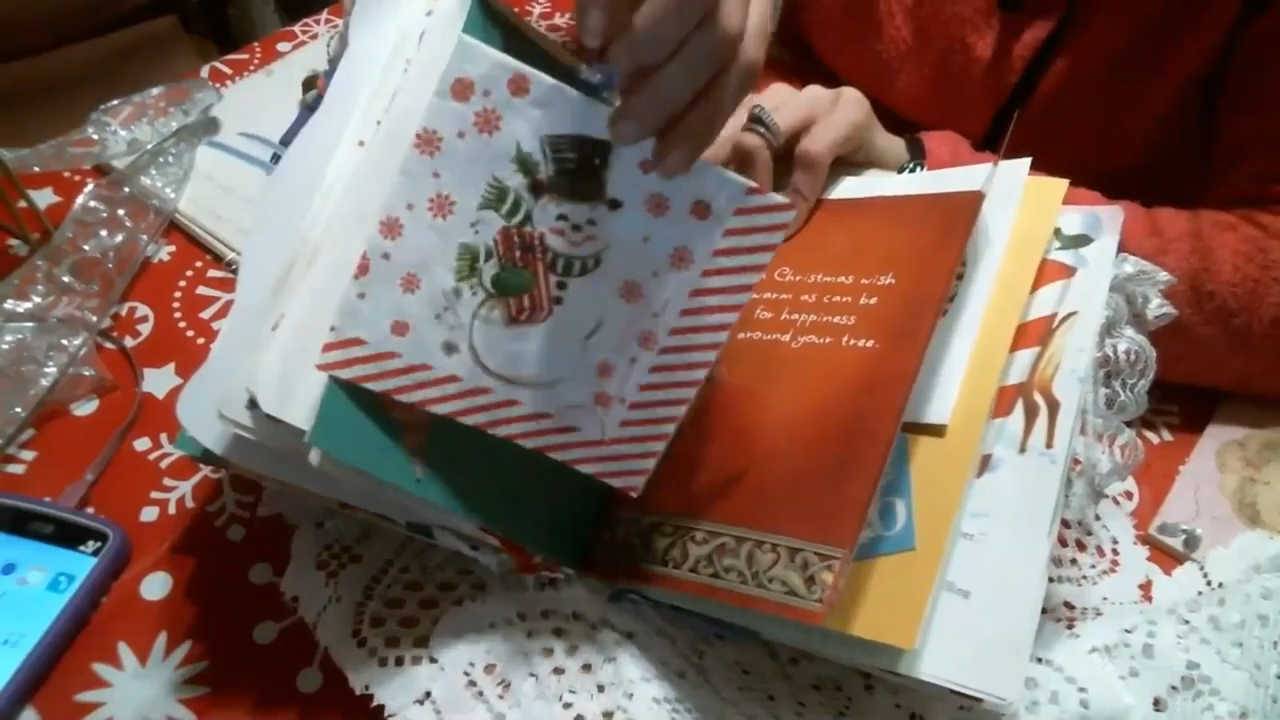 Christmas wish
warm as can be
for happiness
around your tree.